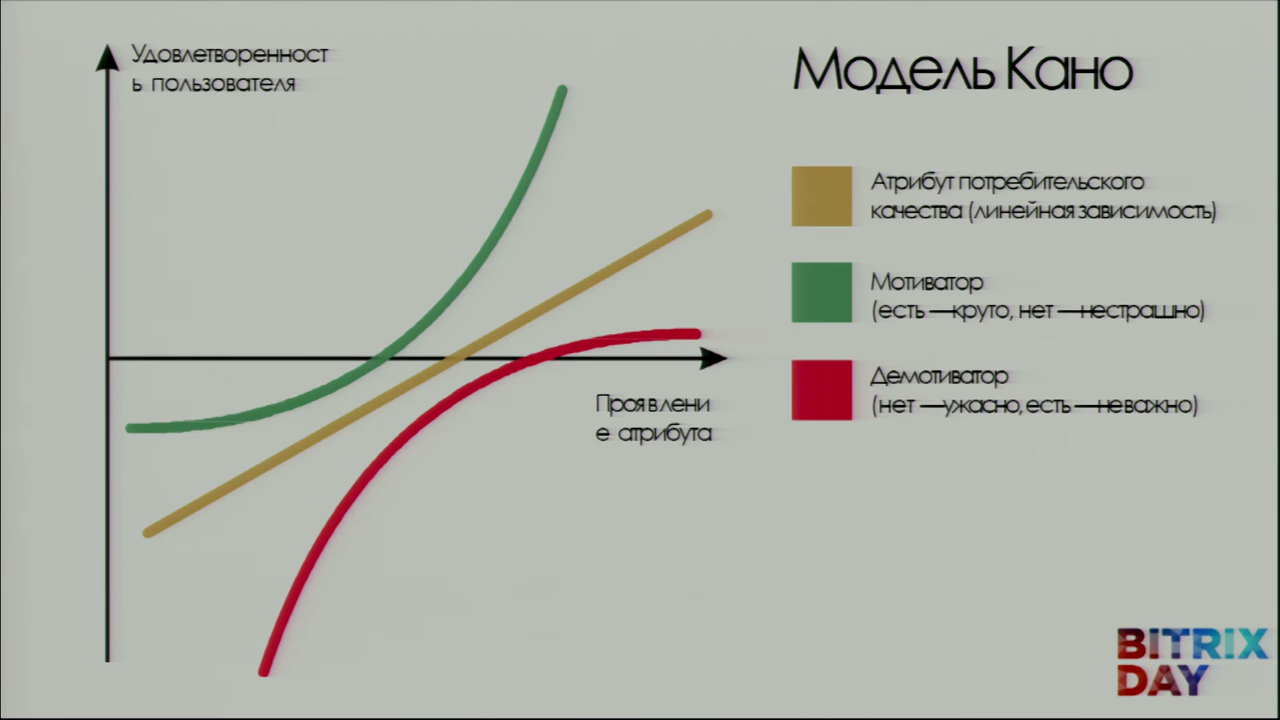 Удовлетворенност
ь пользователя
Модель Кано
Атрибут потребительского
качества (линейная зависимость)
Мотиватор
(есть —круто, нет —нестрашно)
Проявлени
е атрибута
Демотиватор
(нет —ужасно, есть —неважно)
BITRIX
DAY